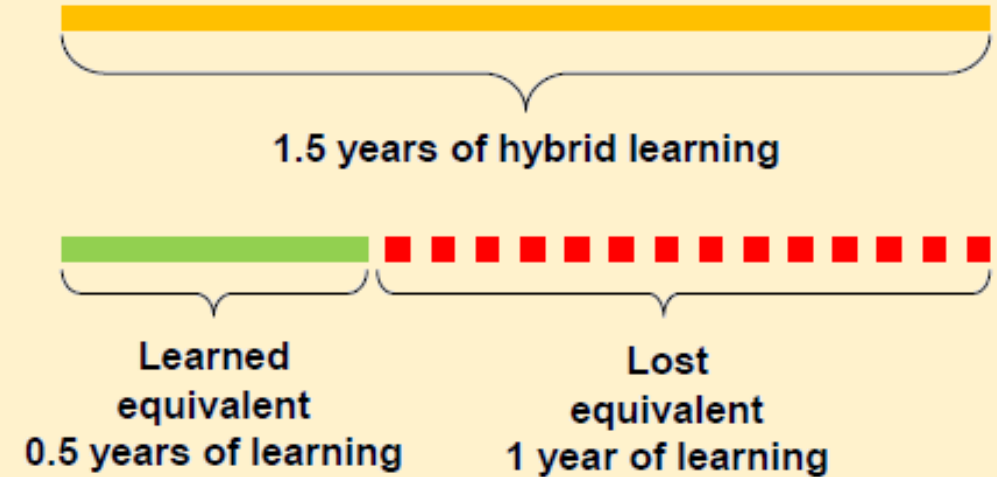 1.5 years of hybrid learning
Learned
equivalent
0.5 years of learning
Lost
equivalent
1 year of learning